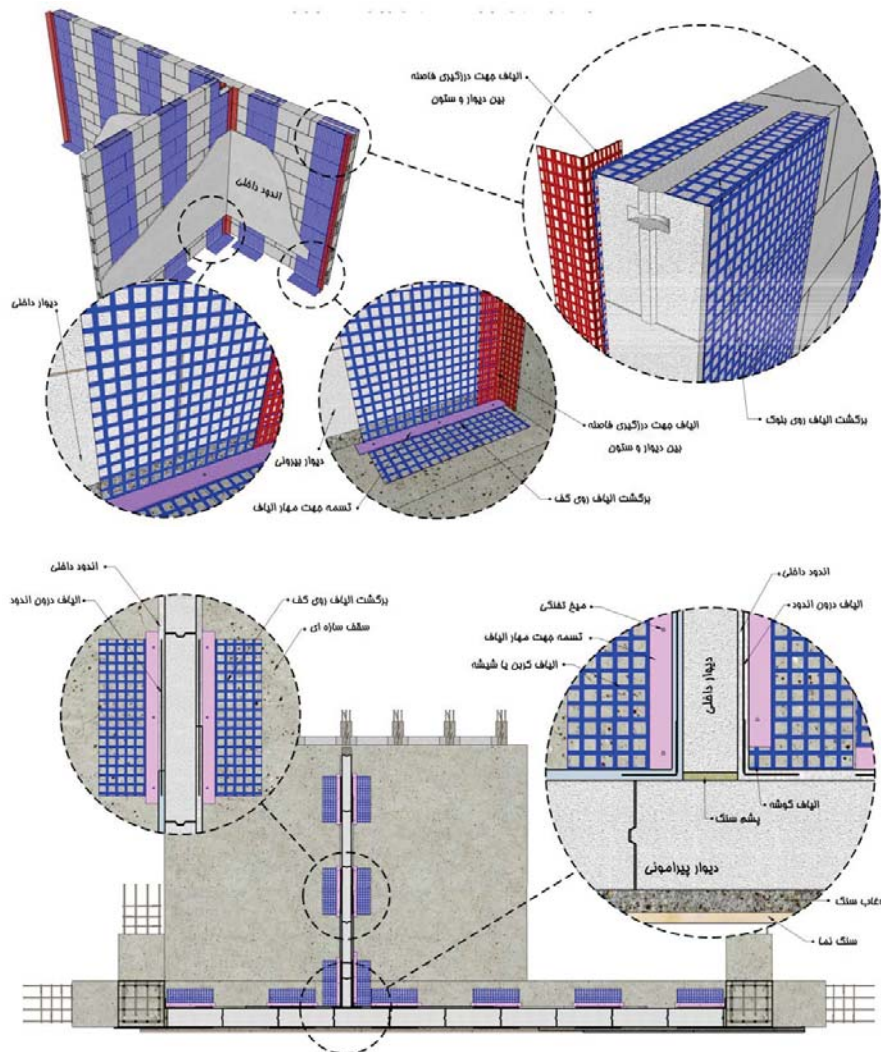 الیاف جهت درزگیری فاصله
بین دیوار و ستون
اندود داخلی
دیوار داخلی
برگشت الیاف روی بلوک
الیاف جهت درزگیری فاصله
بین دیوار و ستون
دیوار بیرونی
برگشت الیاف روی کف
تسمه جهت مهار الیاف
اندود داخلی
الیاف درون اندود
برگشت الیاف روی کف
سقف سازه ای
اندود داخلی
الیاف درون اندود
میخ تفنگی
تسمه جهت مهار الیاف
الیاف کربن یا شیشه
دیوار داخلی
الیاف گوشه
پشم سنگ
دیوار پیرامونی
دوغاب سنگ
سنگ نما